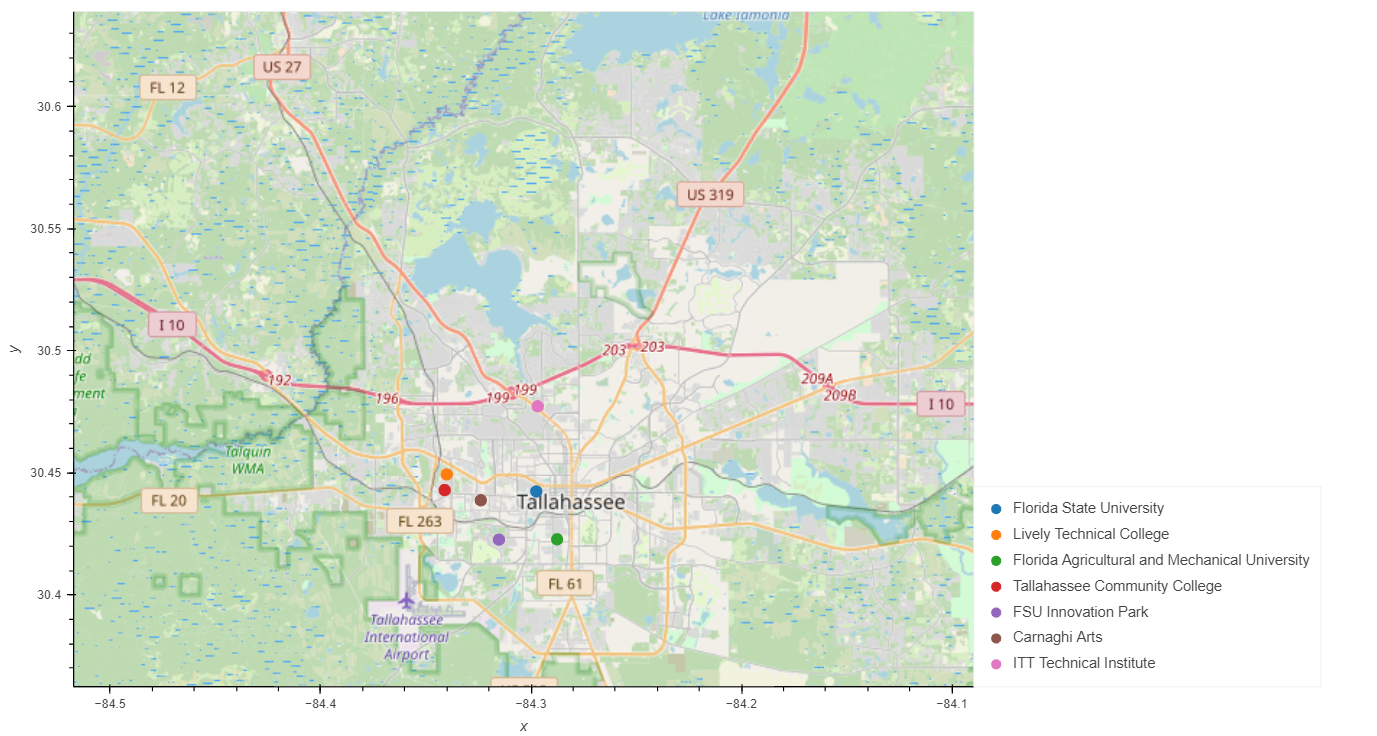 Lake Iamonia
US 27
FL 12
30.6
US 319
30.55
y
I 10
30.5
203
203
192
196
199
199
209A
209B
I 10
30.45
Talquin
WMA
FL 20
Tallahassee
FL 263
30.4
FL 61
Tallahassee
International
Airport
−84.5
−84.4
−84.3
−84.2
−84.1
x
Florida State University
Lively Technical College
Florida Agricultural and Mechanical University
Tallahassee Community College
FSU Innovation Park
Carnaghi Arts
ITT Technical Institute